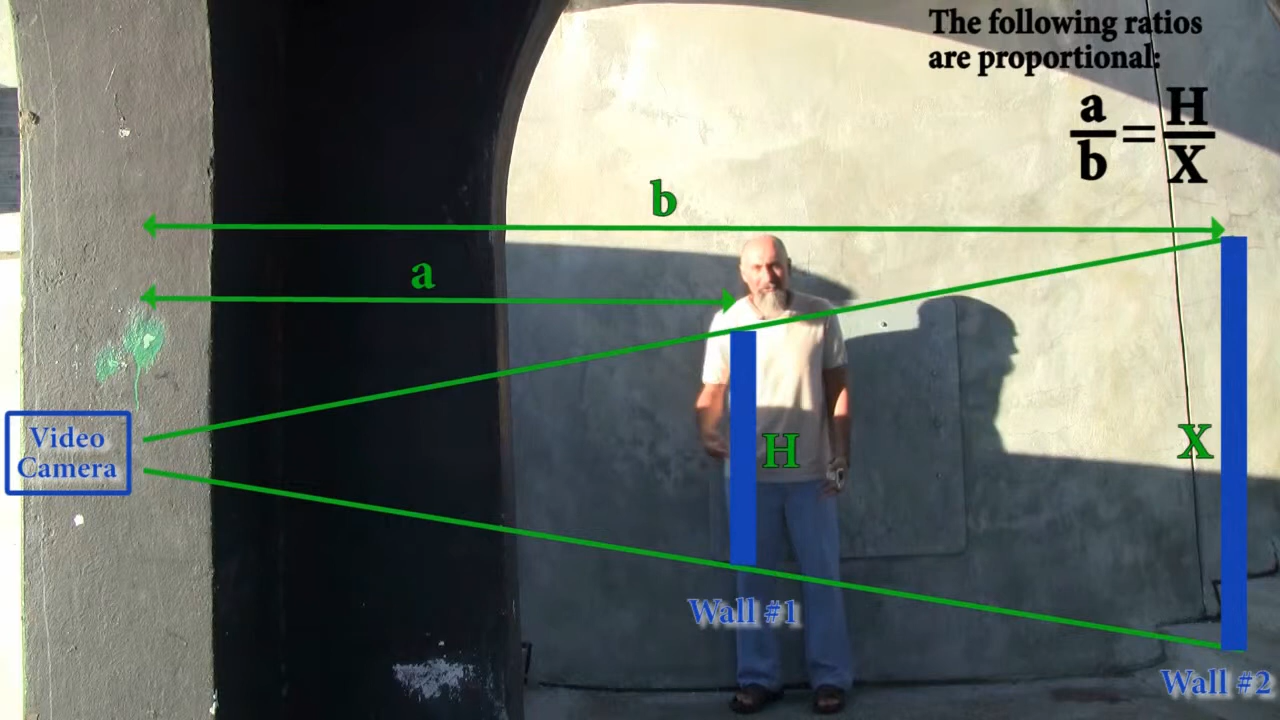 The following ratios
are proportional:
a/b = H/X
b
a
Video
Camera
H
X
Wall #1
Wall #2